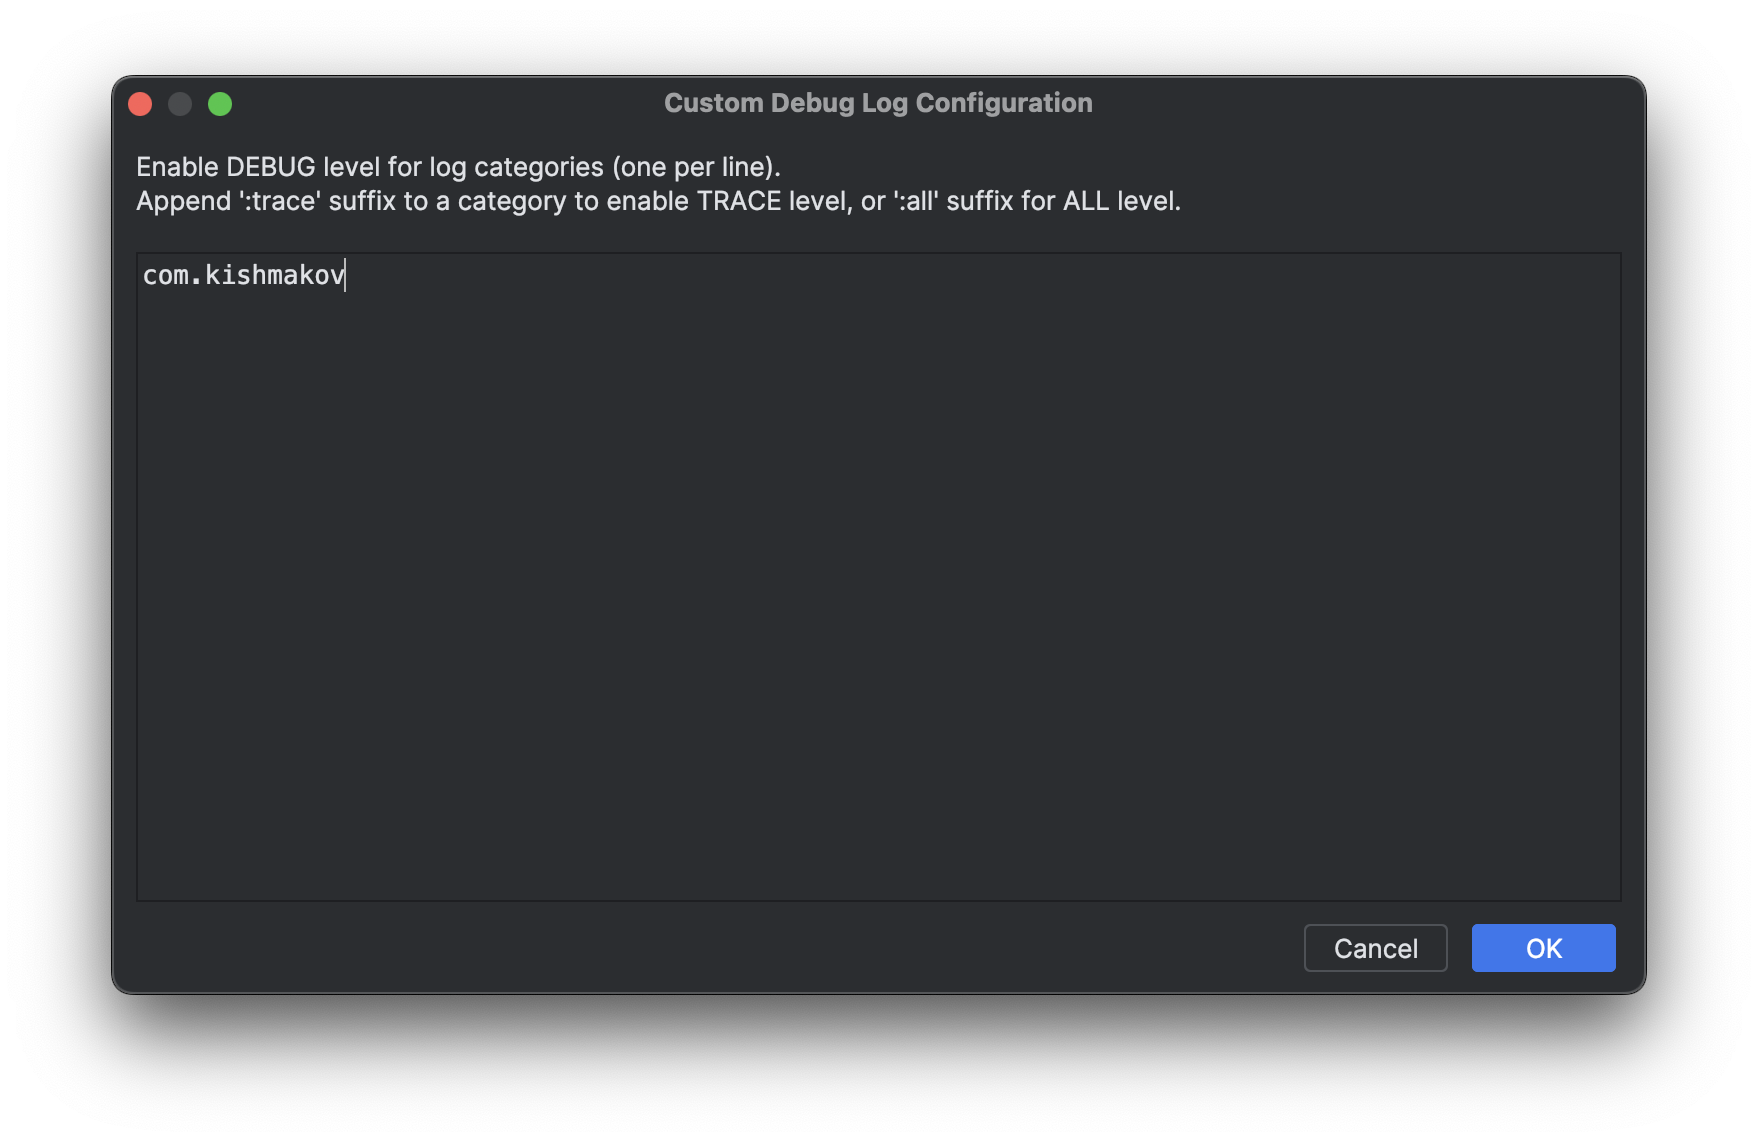 Custom Debug Log Configuration
Enable DEBUG level for log categories (one per line).
Append ':trace' suffix to a category to enable TRACE level, or ':all' suffix for ALL level.
com.kishmakov
Cancel
OK